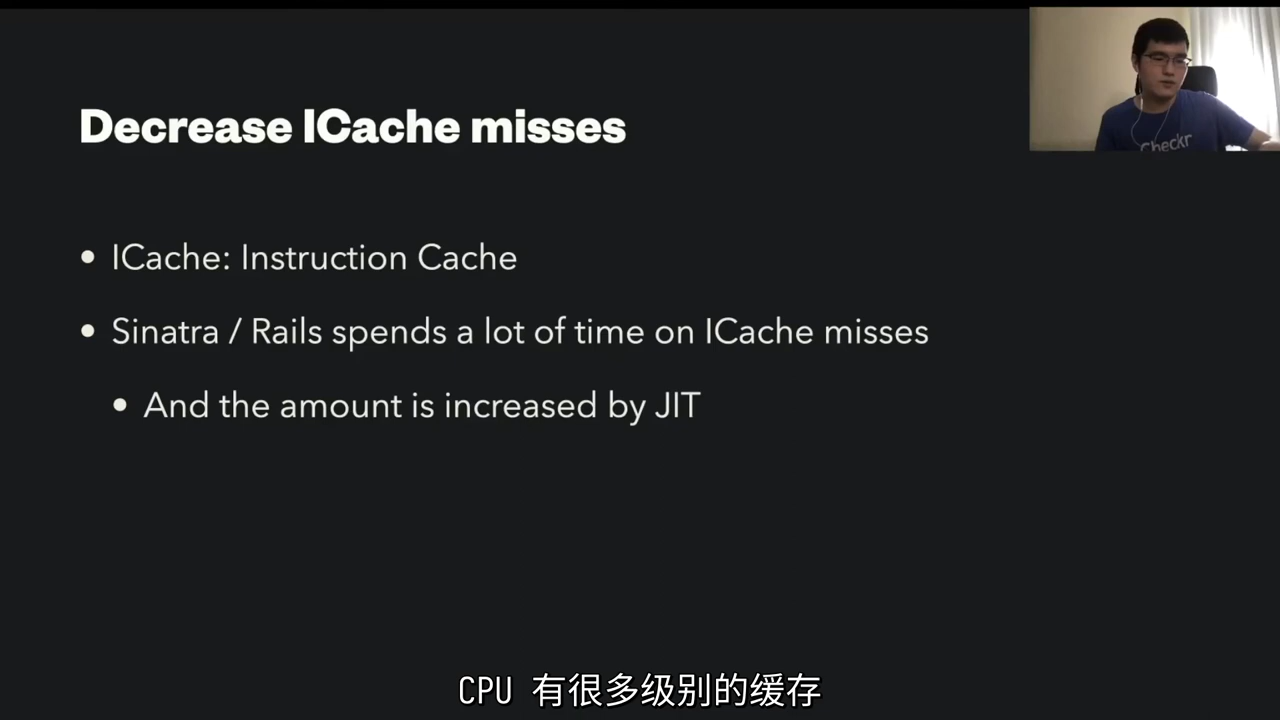 Decrease ICache misses
Checkr
• ICache: Instruction Cache
• Sinatra / Rails spends a lot of time on ICache misses
• And the amount is increased by JIT
CPU 有很多级别的缓存